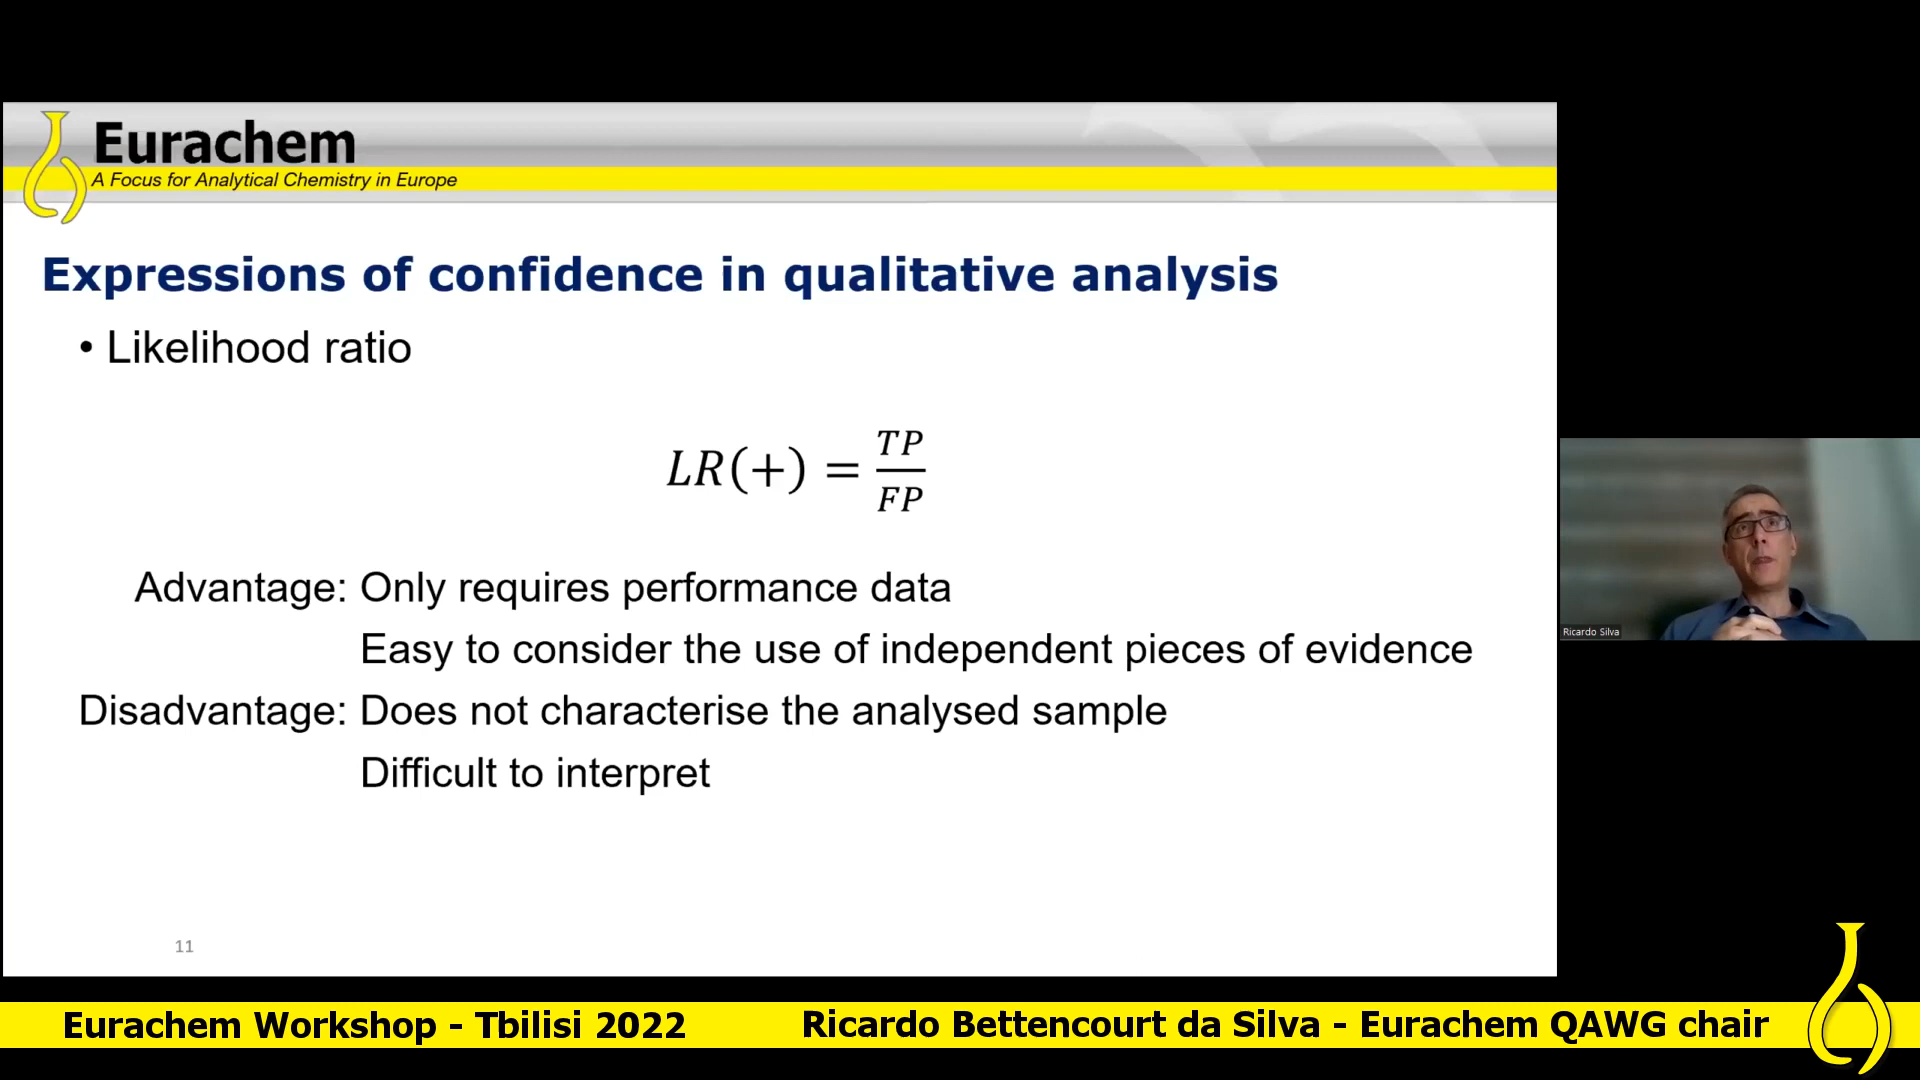 Eurachem
A Focus for Analytical Chemistry in Europe
Expressions of confidence in qualitative analysis
• Likelihood ratio
LR(+) = TP/FP
Advantage: Only requires performance data
Easy to consider the use of independent pieces of evidence
Disadvantage: Does not characterise the analysed sample
Difficult to interpret
11
Ricardo Silva
Eurachem Workshop - Tbilisi 2022
Ricardo Bettencourt da Silva - Eurachem QAWG chair